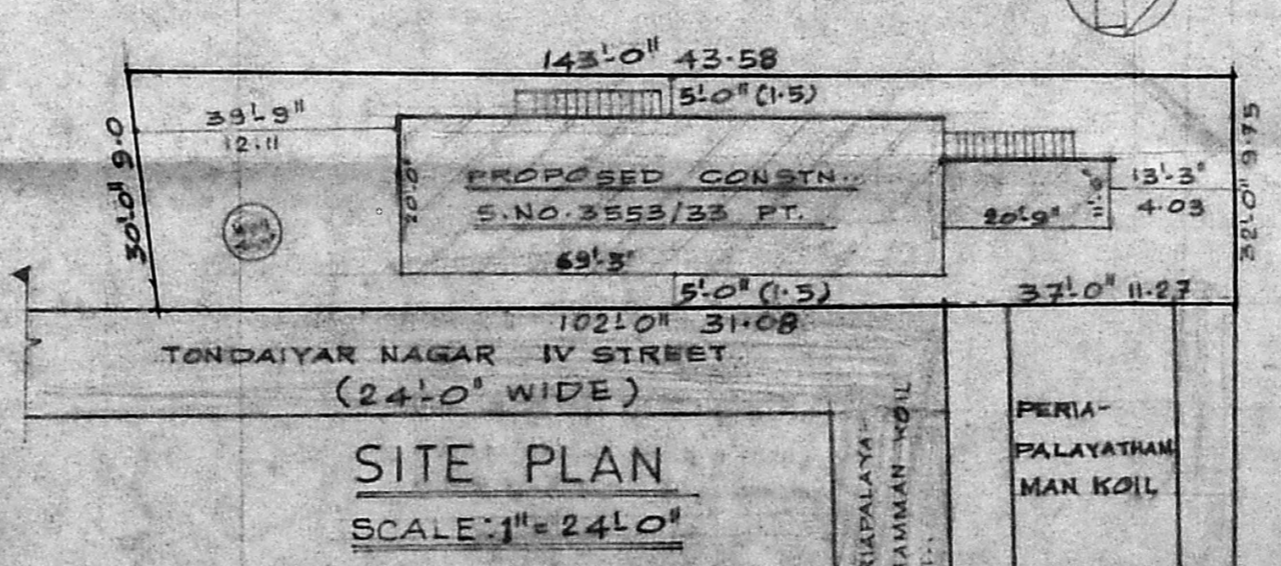 143'-0" 43.58
5'-0" (1.5)
39'-9"
12.11
30'-0" 9.0
20'-0"
PROPOSED CONSTN..
S.NO.3553/33 PT.
69'-3"
20'-9"
13'-3"
4.03
32'-0" 9.75
5'-0" (1.5)
37'-0" 11.27
102'-0" 31.08
TONDAIYAR NAGAR IV STREET.
(24'-0" WIDE)
SITE PLAN
SCALE:1"= 24'-0"
RIAPALAYA-
AMMAN KOIL
PERIA-
PALAYATHAM
MAN KOIL